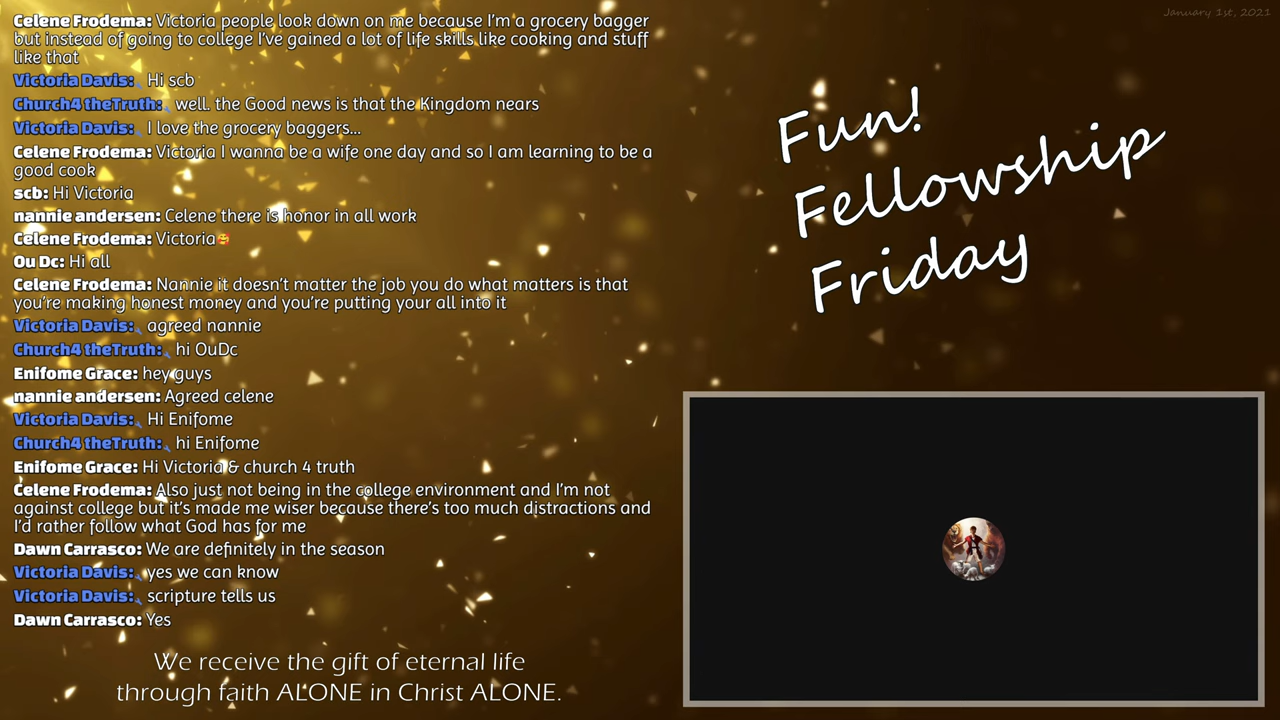 Celene Frodema: Victoria people look down on me because I'm a grocery bagger
but instead of going to college I've gained a lot of life skills like cooking and stuff
like that
Victoria Davis: Hi scb
Church4 theTruth: well. the Good news is that the Kingdom nears
Victoria Davis: I love the grocery baggers...
Celene Frodema: Victoria I wanna be a wife one day and so I am learning to be a
good cook
scb: Hi Victoria
nannie andersen: Celene there is honor in all work
Celene Frodema: Victoria🥰
Ou Dc: Hi all
Celene Frodema: Nannie it doesn't matter the job you do what matters is that
you're making honest money and you're putting your all into it
Victoria Davis: agreed nannie
Church4 theTruth: hi OuDc
Enifome Grace: hey guys
nannie andersen: Agreed celene
Victoria Davis: Hi Enifome
Church4 theTruth: hi Enifome
Enifome Grace: Hi Victoria & church 4 truth
Celene Frodema: Also just not being in the college environment and I'm not
against college but it's made me wiser because there's too much distractions and
I'd rather follow what God has for me
Dawn Carrasco: We are definitely in the season
Victoria Davis: yes we can know
Victoria Davis: scripture tells us
Dawn Carrasco: Yes
We receive the gift of eternal life
through faith ALONE in Christ ALONE.
January 1st, 2021
Fun!
Fellowship
Friday